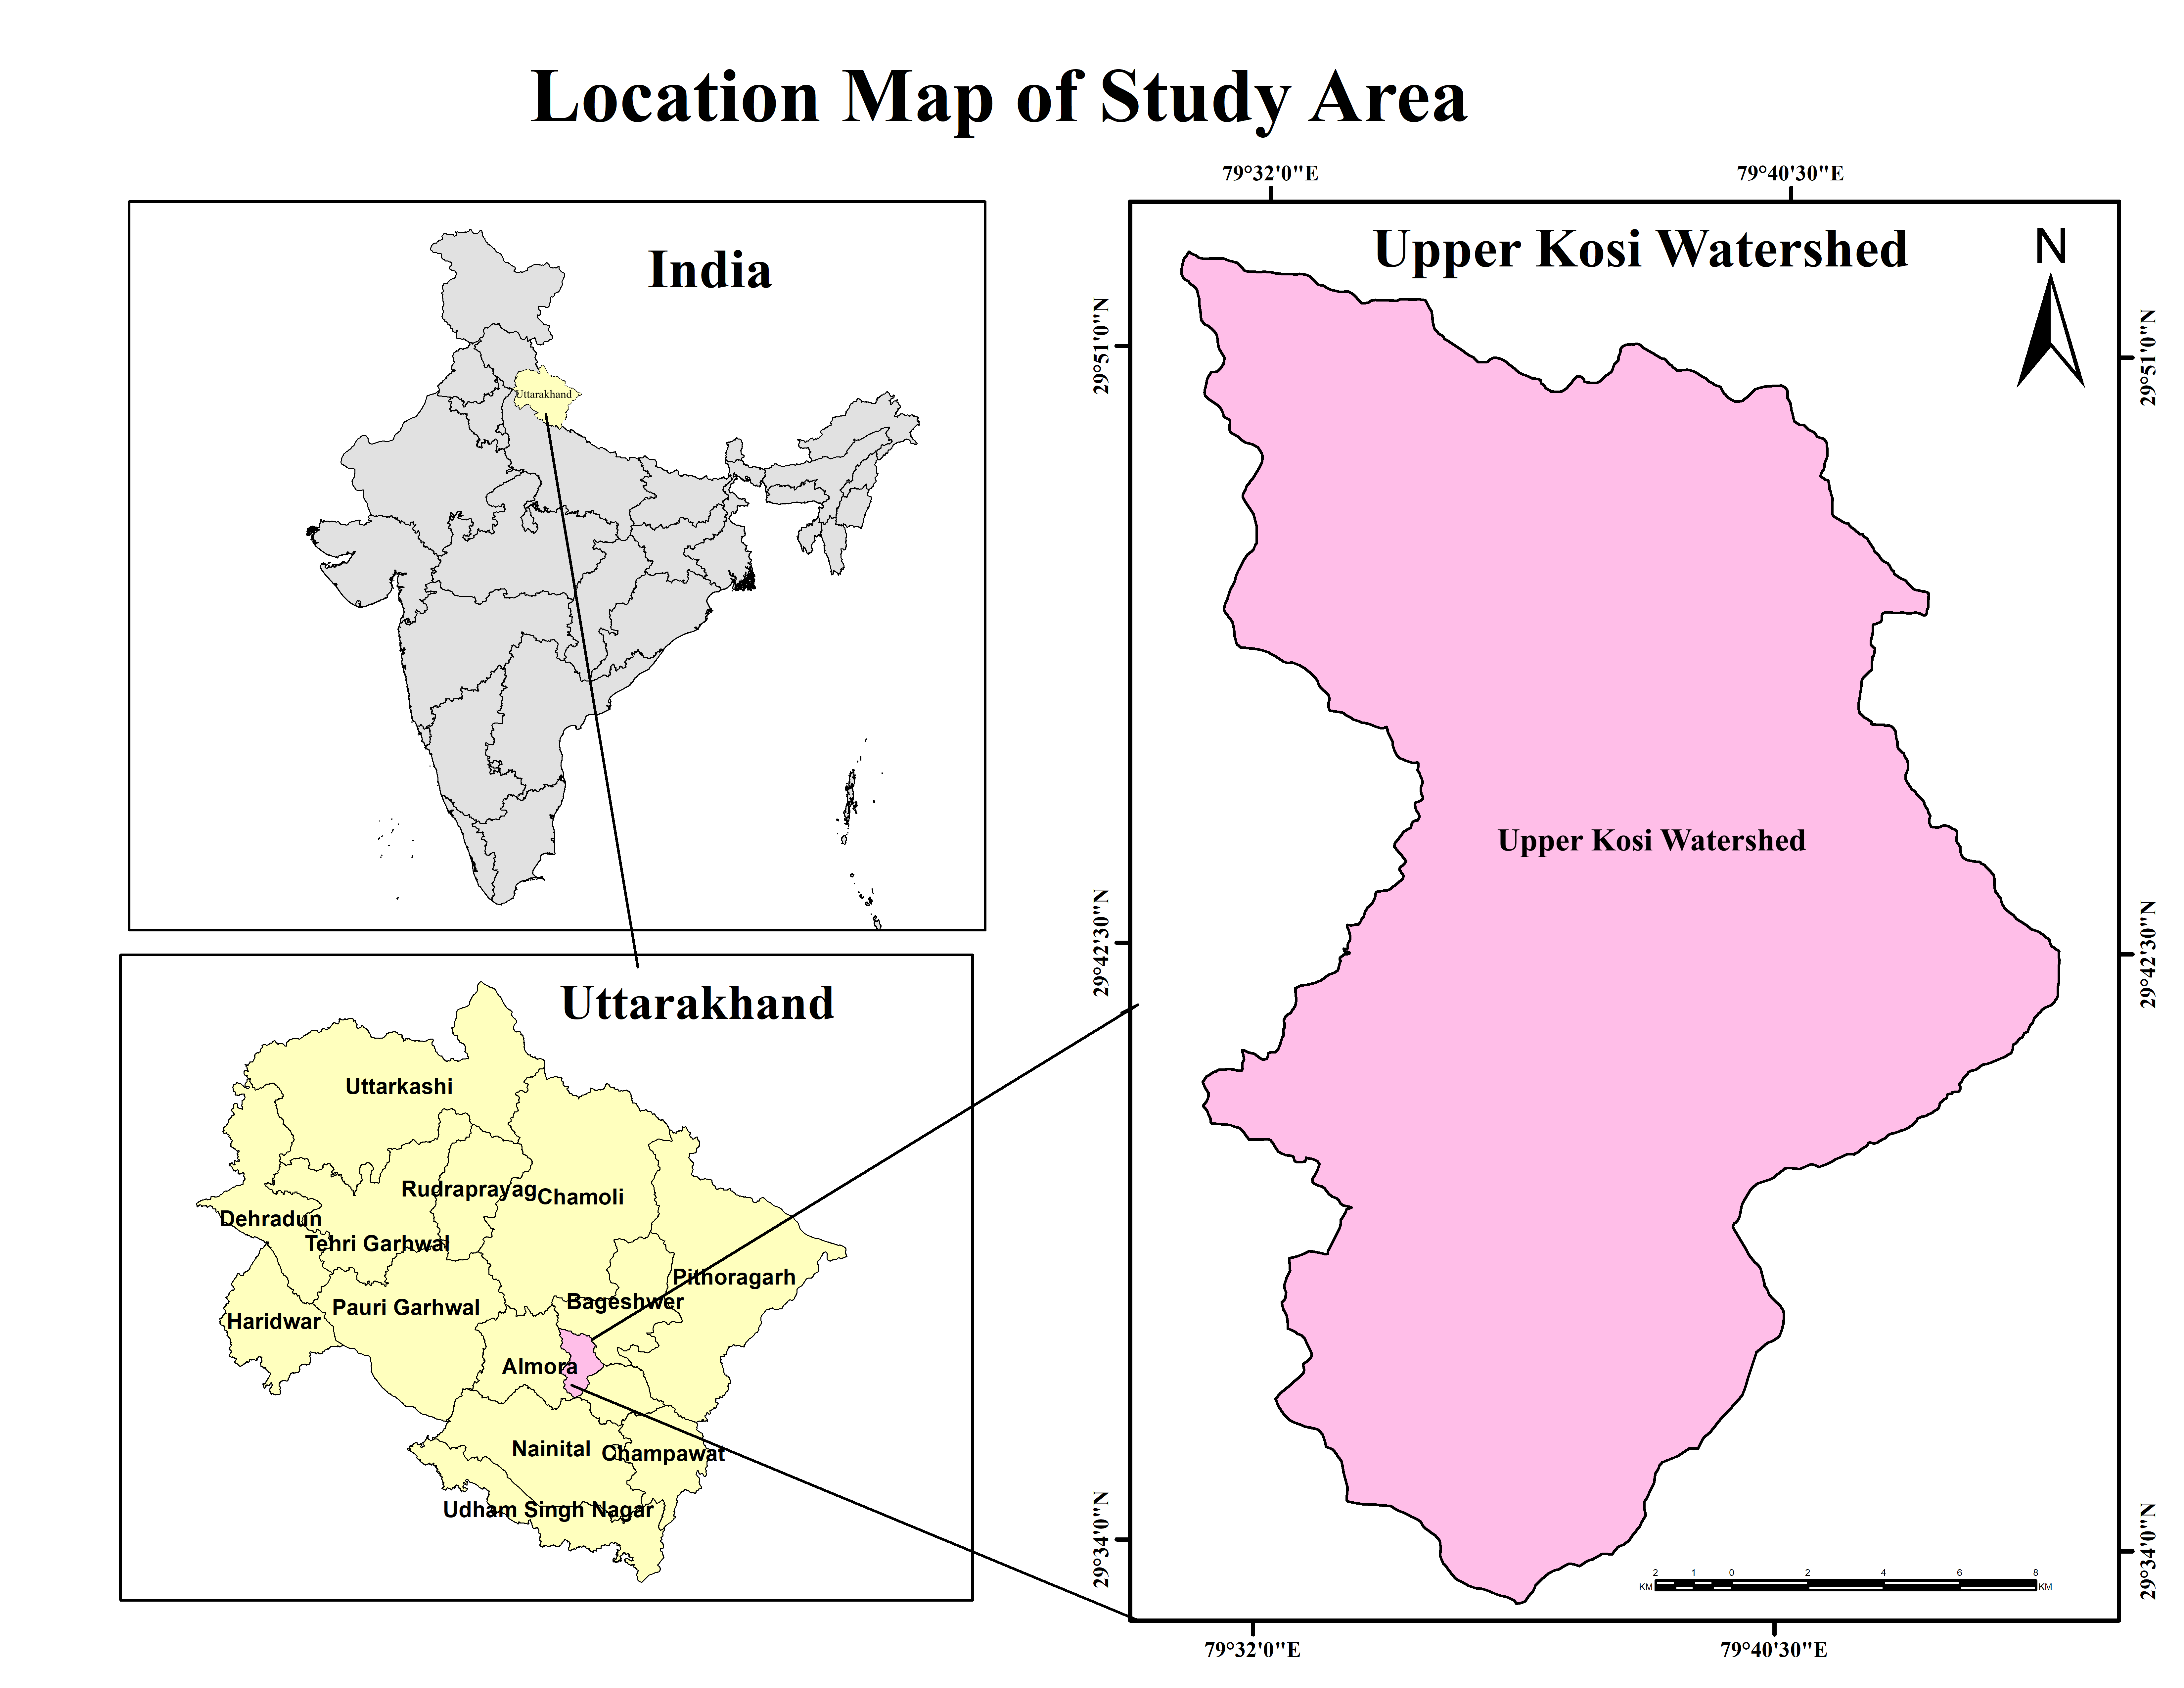 Location Map of Study Area
India
Uttarakhand
Uttarakhand
Uttarkashi
Rudraprayag
Chamoli
Dehradun
Tehri Garhwal
Pithoragarh
Bageshwer
Pauri Garhwal
Haridwar
Almora
Nainital
Champawat
Udham Singh Nagar
79°32'0"E 79°40'30"E
Upper Kosi Watershed
N
29°51'0"N
29°51'0"N
Upper Kosi Watershed
29°42'30"N
29°42'30"N
29°34'0"N
29°34'0"N
2 1 0 2 4 6 8
KM KM
79°32'0"E 79°40'30"E